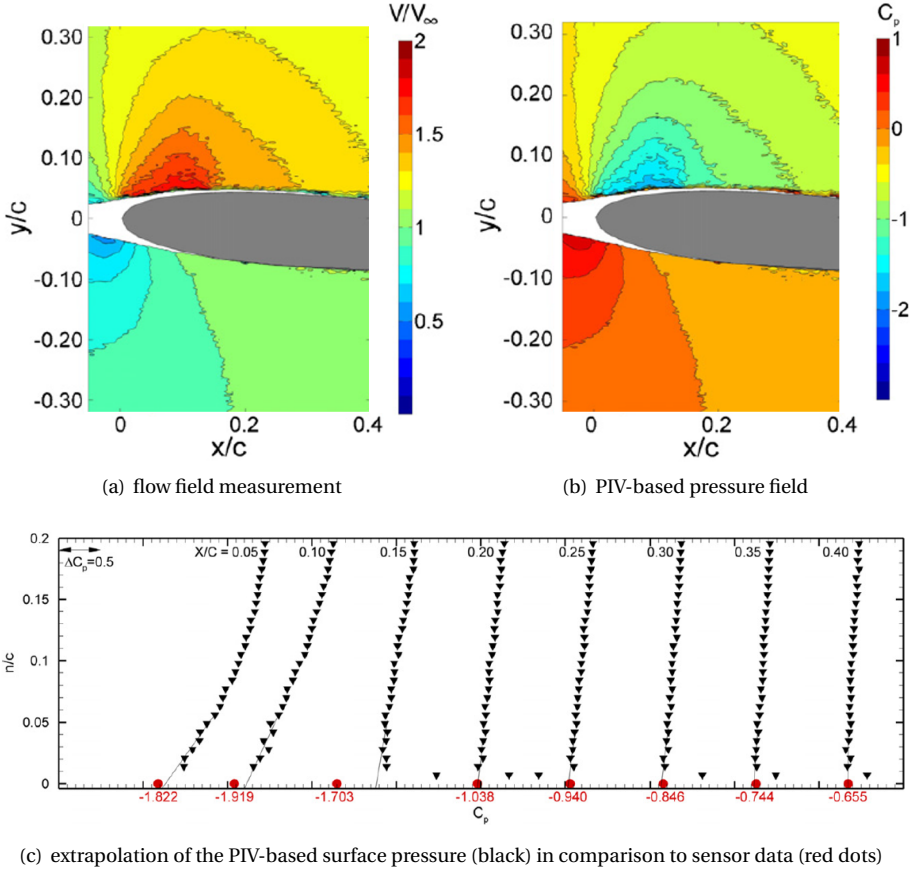 V/V∞
0.30
0.20
0.10
0
-0.10
-0.20
-0.30
y/c
0
0.2
0.4
x/c
2
1.5
1
0.5
(a) flow field measurement
Cp
0.30
0.20
0.10
0
-0.10
-0.20
-0.30
y/c
0
0.2
0.4
x/c
1
0
-1
-2
(b) PIV-based pressure field
0.2
0.15
0.1
0.05
0
n/c
ΔCp=0.5
X/C = 0.05 0.10 0.15 0.20 0.25 0.30 0.35 0.40
-1.822 -1.919 -1.703 -1.038 -0.940 -0.846 -0.744 -0.655
Cp
(c) extrapolation of the PIV-based surface pressure (black) in comparison to sensor data (red dots)